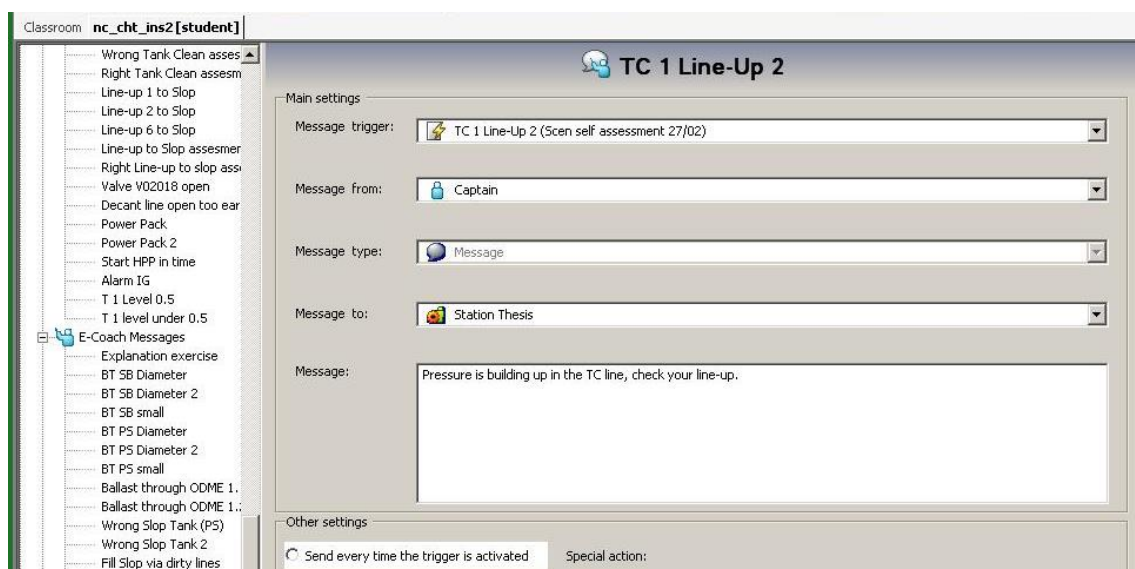 Classroom nc_cht_ins2[student]
Wrong Tank Clean asses
Right Tank Clean assesm
Line-up 1 to Slop
Line-up 2 to Slop
Line-up 6 to Slop
Line-up to Slop assesmer
Right Line-up to slop ass
Valve V02018 open
Decant line open too ear
Power Pack
Power Pack 2
Start HPP in time
Alarm IG
T 1 Level 0.5
T 1 level under 0.5
E-Coach Messages
Explanation exercise
BT SB Diameter
BT SB Diameter 2
BT SB small
BT PS Diameter
BT PS Diameter 2
BT PS small
Ballast through ODME 1.
Ballast through ODME 1.:
Wrong Slop Tank (PS)
Wrong Slop Tank 2
Fill Slop via dirty lines
TC 1 Line-Up 2
Main settings
Message trigger: TC 1 Line-Up 2 (Scen self assessment 27/02)
Message from: Captain
Message type: Message
Message to: Station Thesis
Message: Pressure is building up in the TC line, check your line-up.
Other settings
Send every time the trigger is activated Special action: